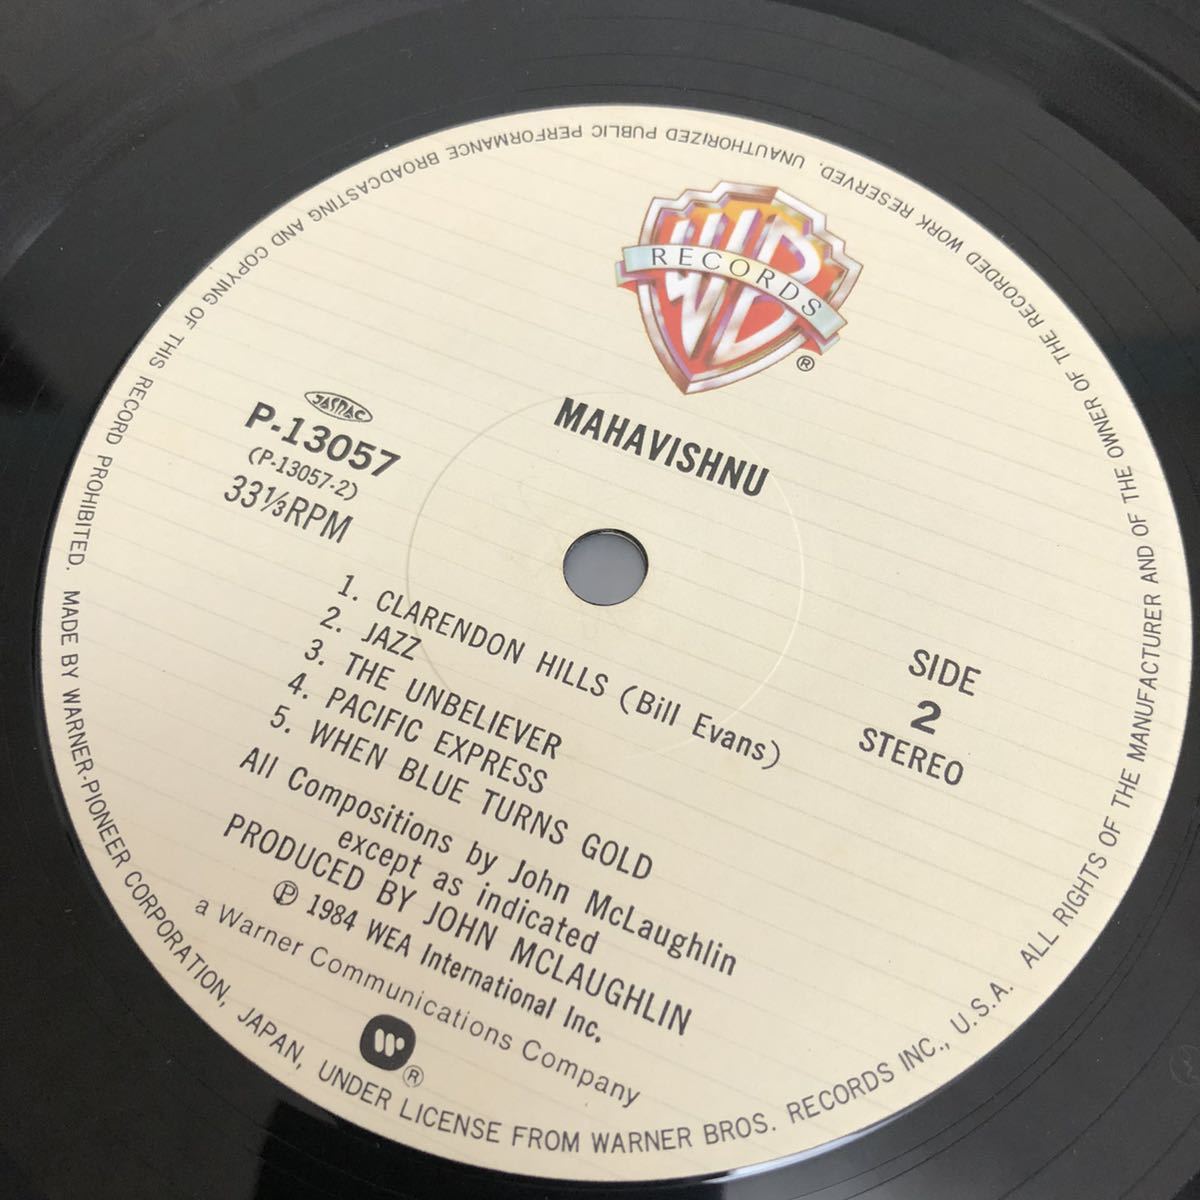 WB
RECORDS
®
MAHAVISHNU
JASRAC
P-13057
(P-13057-2)
33⅓RPM
SIDE
2
STEREO
1. CLARENDON HILLS (Bill Evans)
2. JAZZ
3. THE UNBELIEVER
4. PACIFIC EXPRESS
5. WHEN BLUE TURNS GOLD
All Compositions by John McLaughlin
except as indicated
PRODUCED BY JOHN MCLAUGHLIN
℗ 1984 WEA International Inc.
a Warner Communications Company
®
MADE BY WARNER-PIONEER CORPORATION, JAPAN, UNDER LICENSE FROM WARNER BROS. RECORDS INC., U.S.A. ALL RIGHTS OF THE MANUFACTURER AND OF THE OWNER OF THE RECORDED WORK RESERVED. UNAUTHORIZED PUBLIC PERFORMANCE BROADCASTING AND COPYING OF THIS RECORD PROHIBITED.